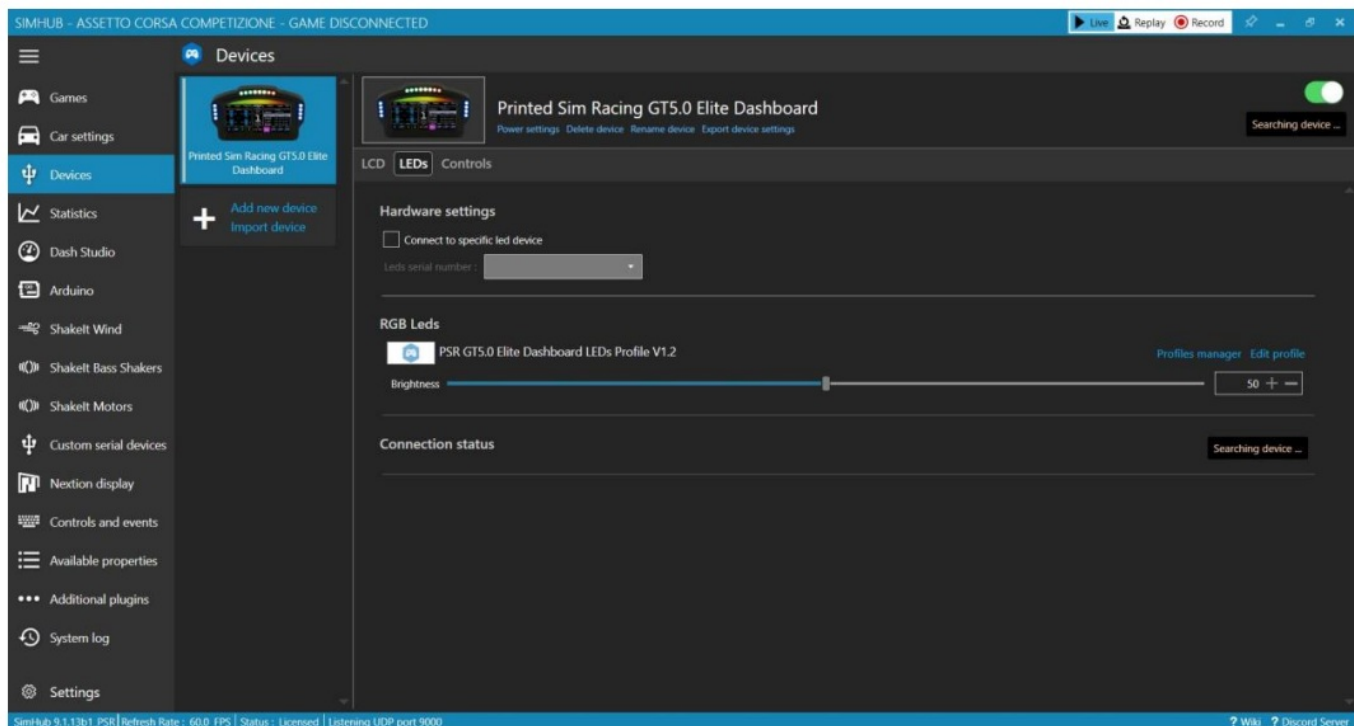 SIMHUB - ASSETTO CORSA COMPETIZIONE - GAME DISCONNECTED
Live Replay Record
Devices
Games
Car settings
Devices
Statistics
Dash Studio
Arduino
ShakeIt Wind
ShakeIt Bass Shakers
ShakeIt Motors
Custom serial devices
Nextion display
Controls and events
Available properties
Additional plugins
System log
Settings
Printed Sim Racing GT5.0 Elite
Dashboard
Add new device
Import device
Printed Sim Racing GT5.0 Elite Dashboard
Power settings Delete device Rename device Export device settings
Searching device ...
LCD LEDs Controls
Hardware settings
Connect to specific led device
Leds serial number :
RGB Leds
PSR GT5.0 Elite Dashboard LEDs Profile V1.2
Profiles manager Edit profile
Brightness 50
Connection status
Searching device ...
SimHub 9.1.13b1_PSR Refresh Rate : 60.0 FPS Status : Licensed Listening UDP port 9000
? Wiki ? Discord Server